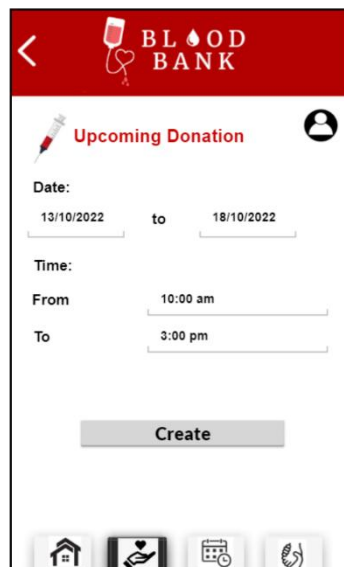 BLOOD
BANK
Upcoming Donation
Date:
13/10/2022 to 18/10/2022
Time:
From 10:00 am
To 3:00 pm
Create